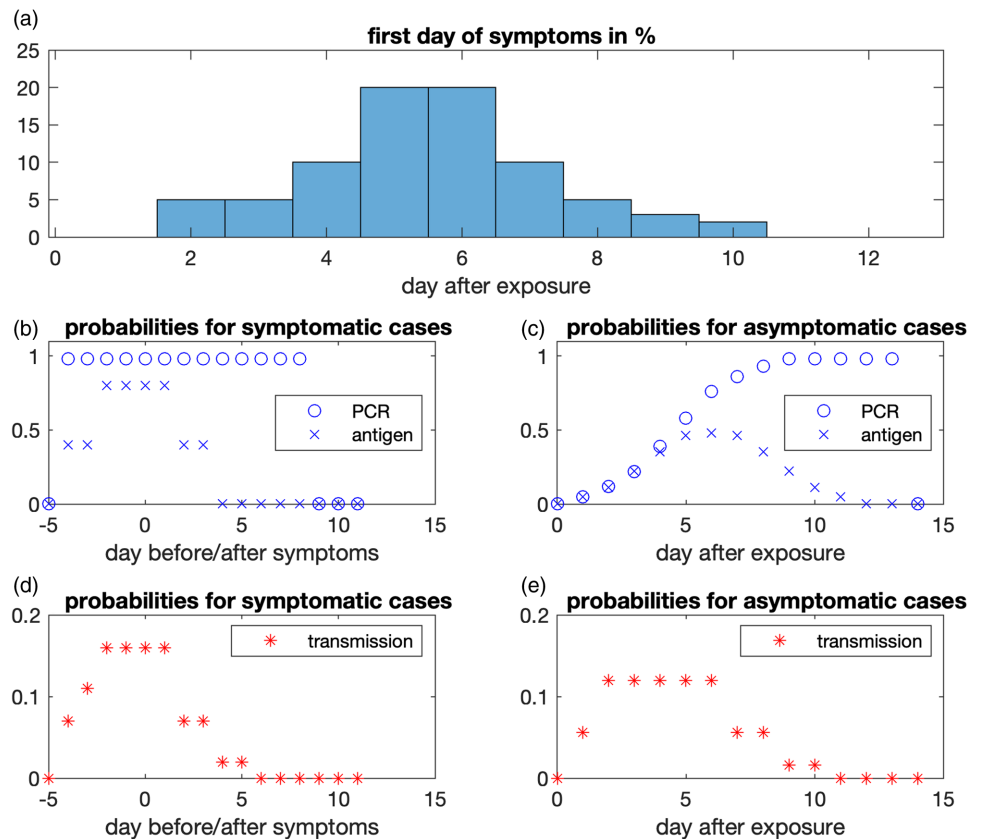 (a)
first day of symptoms in %
25
20
15
10
5
0
0 2 4 6 8 10 12
day after exposure
(b) probabilities for symptomatic cases
1
0.5
0
PCR
antigen
-5 0 5 10 15
day before/after symptoms
(c) probabilities for asymptomatic cases
1
0.5
0
PCR
antigen
0 5 10 15
day after exposure
(d) probabilities for symptomatic cases
0.2
0.1
0
transmission
-5 0 5 10 15
day before/after symptoms
(e) probabilities for asymptomatic cases
0.2
0.1
0
transmission
0 5 10 15
day after exposure